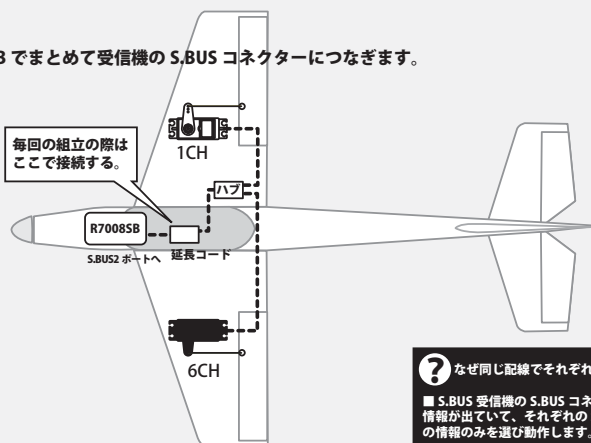 3 でまとめて受信機の S.BUS コネクターにつなぎます。
1CH
毎回の組立の際は
ここで接続する。
ハブ
R7008SB
S.BUS2 ポートへ
延長コード
6CH
? なぜ同じ配線でそれぞれ
■ S.BUS 受信機の S.BUS コネ
情報が出ていて、それぞれの
の情報のみを選び動作します。